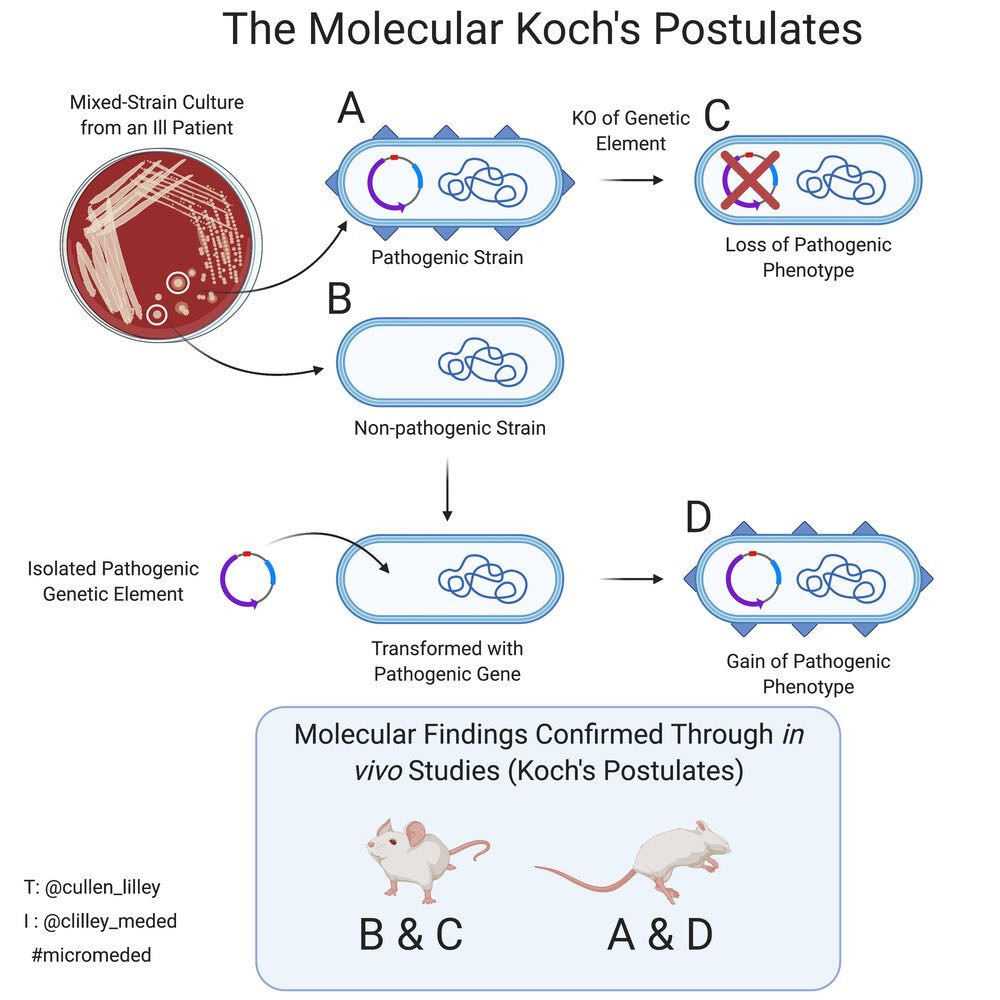 The Molecular Koch's Postulates
Mixed-Strain Culture
from an Ill Patient
A
Pathogenic Strain
KO of Genetic
Element
C
Loss of Pathogenic
Phenotype
B
Non-pathogenic Strain
Isolated Pathogenic
Genetic Element
Transformed with
Pathogenic Gene
D
Gain of Pathogenic
Phenotype
Molecular Findings Confirmed Through in
vivo Studies (Koch's Postulates)
B & C
A & D
T: @cullen_lilley
I : @clilley_meded
#micromeded